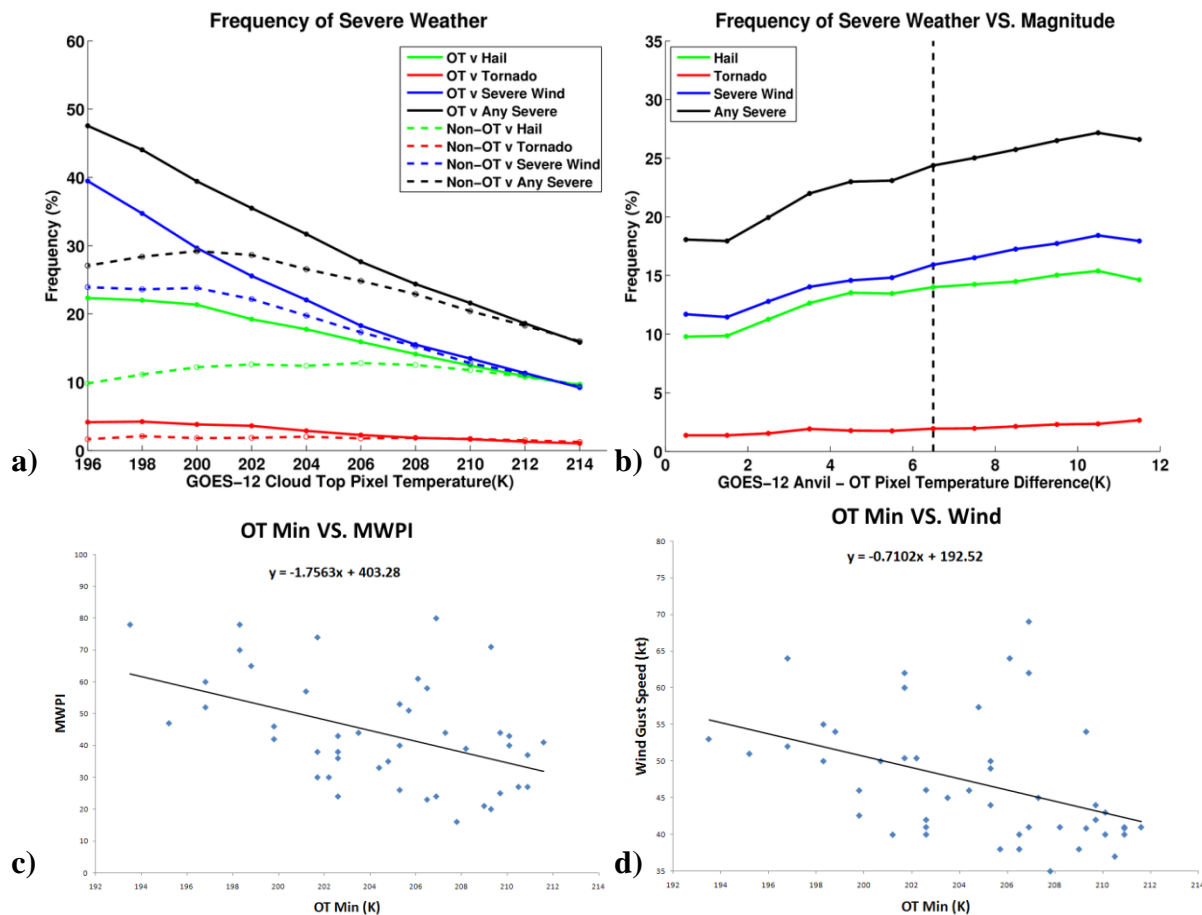 Frequency of Severe Weather
60
50
40
30
20
10
0
Frequency (%)
OT v Hail
OT v Tornado
OT v Severe Wind
OT v Any Severe
Non-OT v Hail
Non-OT v Tornado
Non-OT v Severe Wind
Non-OT v Any Severe
196 198 200 202 204 206 208 210 212 214
GOES-12 Cloud Top Pixel Temperature(K)
a)
Frequency of Severe Weather VS. Magnitude
35
30
25
20
15
10
5
0
Frequency (%)
Hail
Tornado
Severe Wind
Any Severe
0 2 4 6 8 10 12
GOES-12 Anvil - OT Pixel Temperature Difference(K)
b)
OT Min VS. MWPI
y = -1.7563x + 403.28
100
90
80
70
60
50
40
30
20
10
0
MWPI
192 194 196 198 200 202 204 206 208 210 212 214
OT Min (K)
c)
OT Min VS. Wind
y = -0.7102x + 192.52
80
75
70
65
60
55
50
45
40
35
Wind Gust Speed (kt)
192 194 196 198 200 202 204 206 208 210 212 214
OT Min (K)
d)